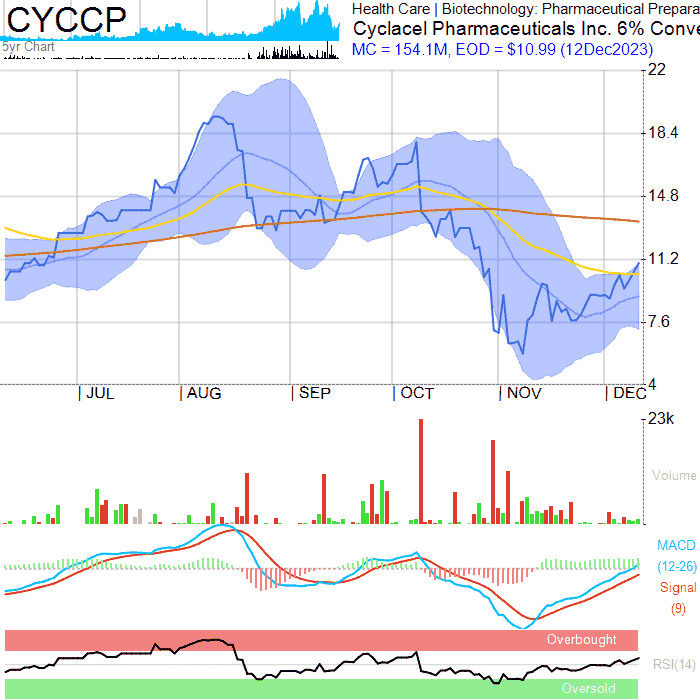 CYCCP
5yr Chart
Health Care | Biotechnology: Pharmaceutical Prepara
Cyclacel Pharmaceuticals Inc. 6% Conve
MC = 154.1M, EOD = $10.99 (12Dec2023)
22
18.4
14.8
11.2
7.6
4
| JUL | AUG | SEP | OCT | NOV | DEC
23k
Volume
MACD
(12-26)
Signal
(9)
Overbought
RSI(14)
Oversold